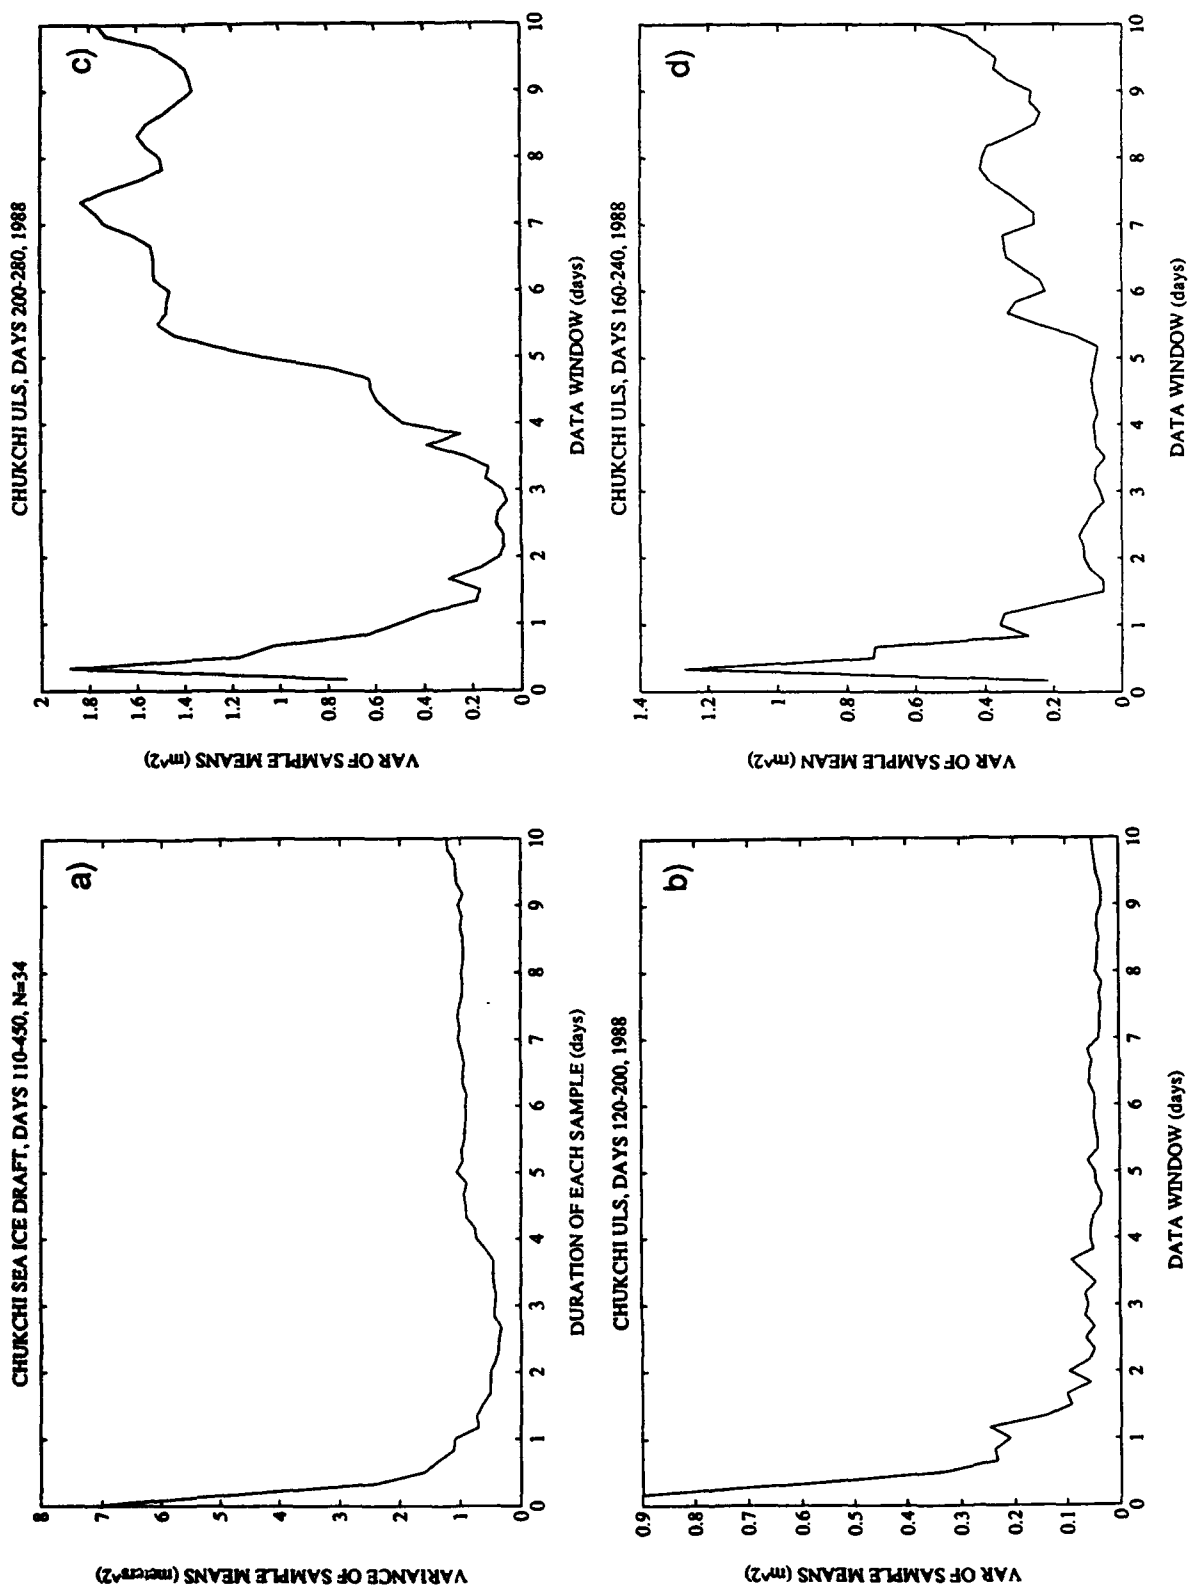 CHUKCHI SEA ICE DRAFT, DAYS 110-450, N=34
a)
VARIANCE OF SAMPLE MEANS (meters^2)
8
7
6
5
4
3
2
1
0
0 1 2 3 4 5 6 7 8 9 10
DURATION OF EACH SAMPLE (days)
CHUKCHI ULS, DAYS 120-200, 1988
b)
VAR OF SAMPLE MEANS (m^2)
0.9
0.8
0.7
0.6
0.5
0.4
0.3
0.2
0.1
0 1 2 3 4 5 6 7 8 9 10
DATA WINDOW (days)
CHUKCHI ULS, DAYS 200-280, 1988
c)
VAR OF SAMPLE MEANS (m^2)
2
1.8
1.6
1.4
1.2
1
0.8
0.6
0.4
0.2
0
0 1 2 3 4 5 6 7 8 9 10
DATA WINDOW (days)
CHUKCHI ULS, DAYS 160-240, 1988
d)
VAR OF SAMPLE MEAN (m^2)
1.4
1.2
1
0.8
0.6
0.4
0.2
0
0 1 2 3 4 5 6 7 8 9 10
DATA WINDOW (days)